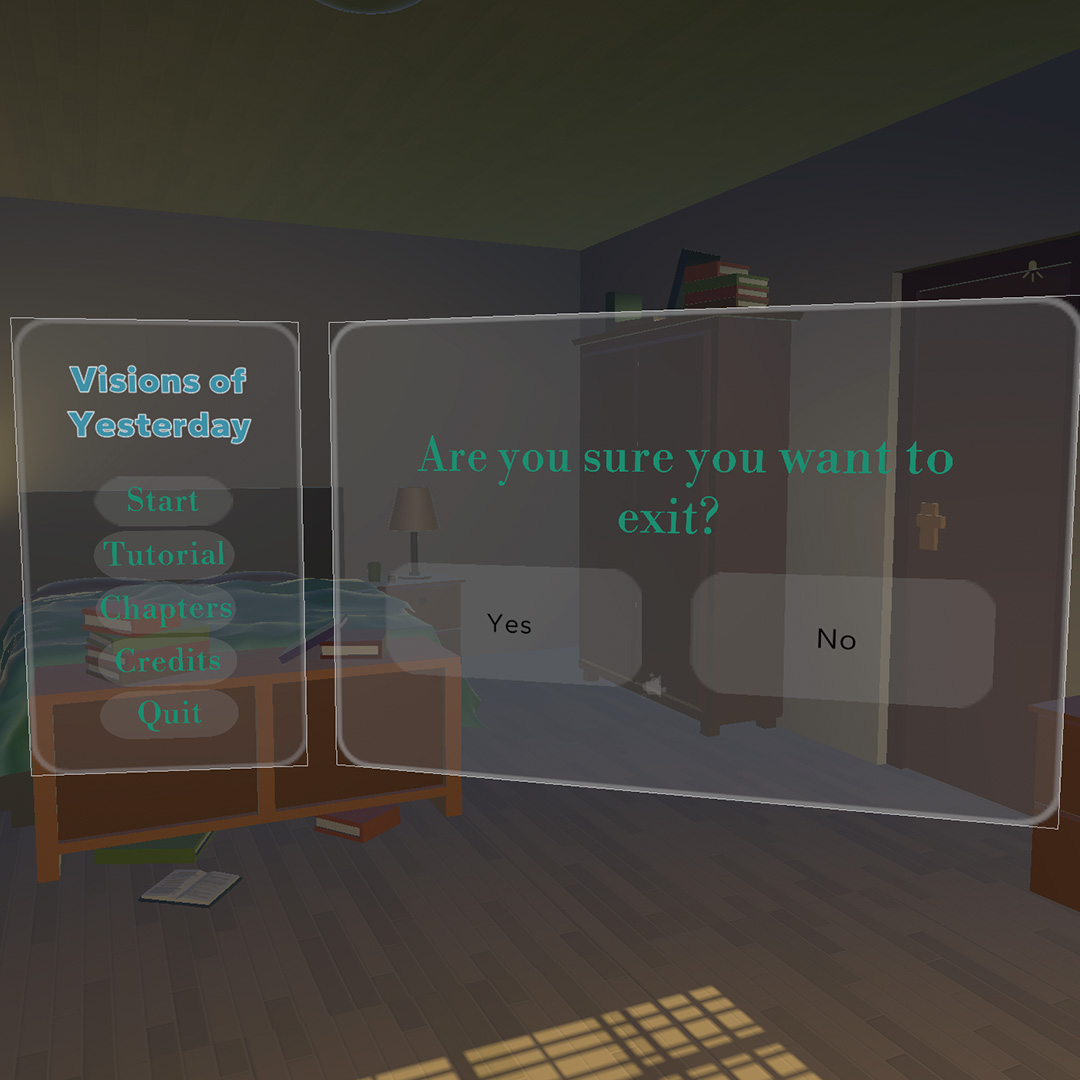 Visions of
Yesterday
Start
Tutorial
Chapters
Credits
Quit
Are you sure you want to
exit?
Yes
No